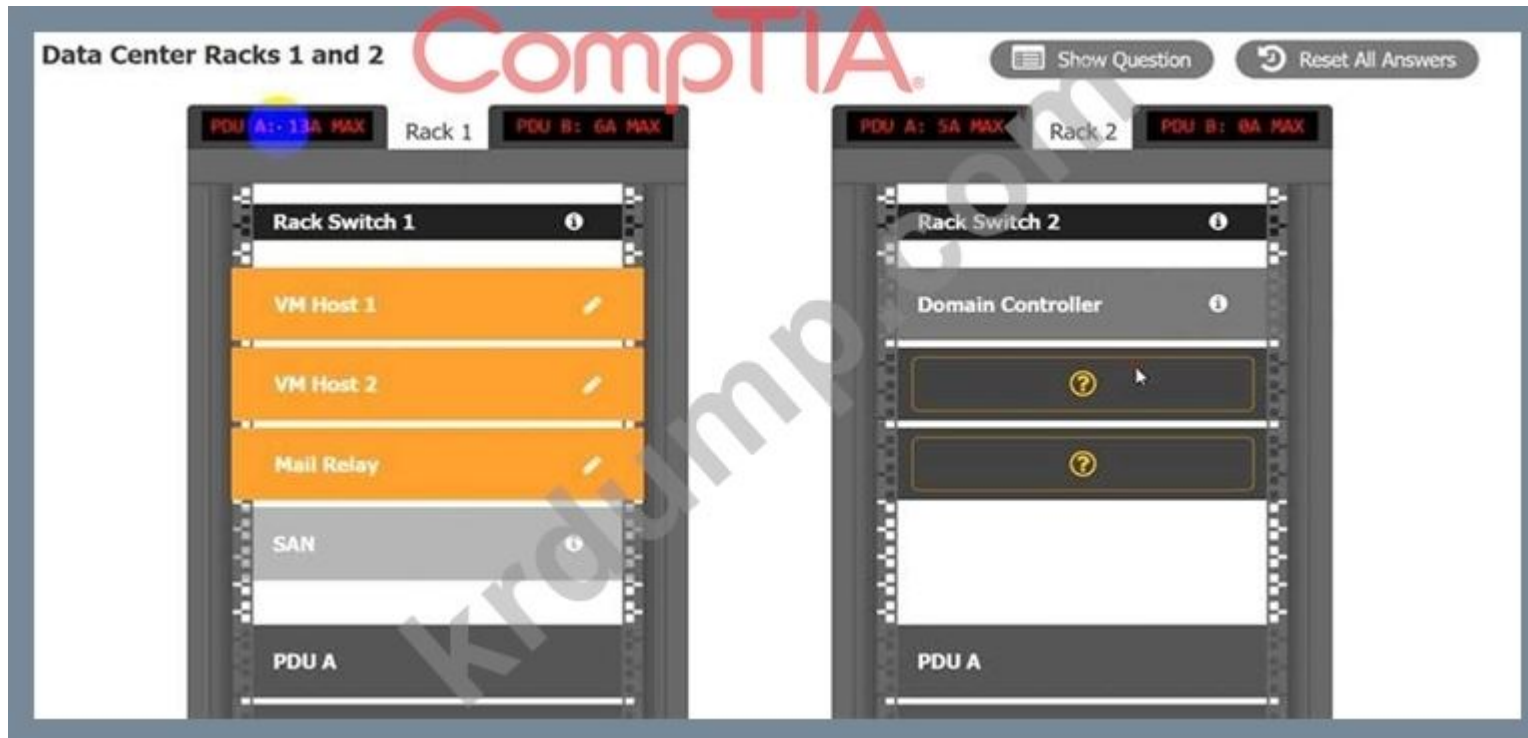 CompTIA.
Data Center Racks 1 and 2
Show Question
Reset All Answers
PDU A: 13A MAX
Rack 1
PDU B: 6A MAX
PDU A: 5A MAX
Rack 2
PDU B: 0A MAX
Rack Switch 1
VM Host 1
VM Host 2
Mail Relay
SAN
PDU A
Rack Switch 2
Domain Controller
?
?
PDU A
krdump.com